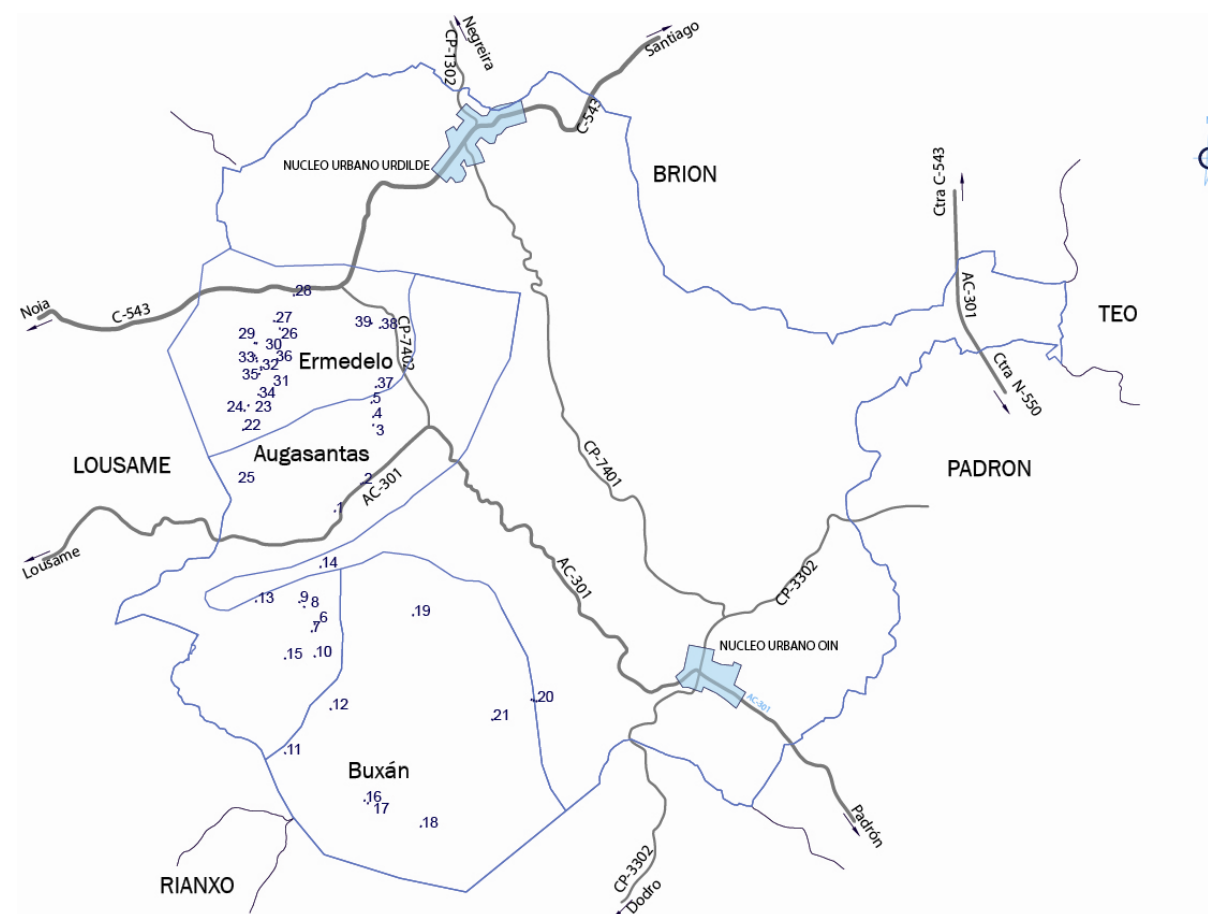 Negreira
CP-1302
Santiago
C-543
NUCLEO URBANO URDILDE
BRION
Ctra C-543
AC-301
TEO
Ctra N-550
Noia
C-543
28
27
29
26
30
39
38
CP-7402
33
36
32
Ermedelo
35
31
37
34
5
24
23
4
22
3
Augasantas
LOUSAME
25
2
AC-301
1
CP-7401
PADRON
Lousame
14
AC-301
CP-3302
13
9
8
6
7
19
15
10
NUCLEO URBANO OIN
12
20
21
AC-301
11
Buxán
16
17
18
Padrón
RIANXO
CP-3302
Dodro